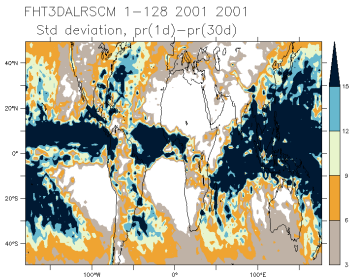 FHT3DALRSCM 1-128 2001 2001
Std deviation, pr(1d)-pr(30d)
40°N
20°N
0°
20°S
40°S
100°W
0°
100°E
15
12
9
6
3